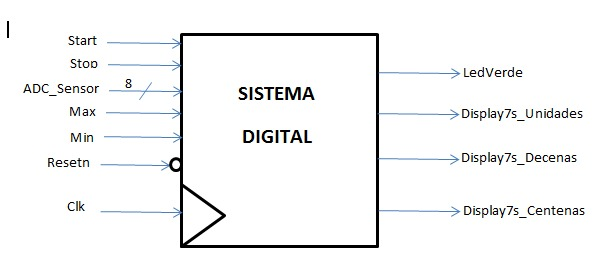 Start
Stop
ADC_Sensor
8
Max
Min
Resetn
Clk
SISTEMA
DIGITAL
LedVerde
Display7s_Unidades
Display7s_Decenas
Display7s_Centenas